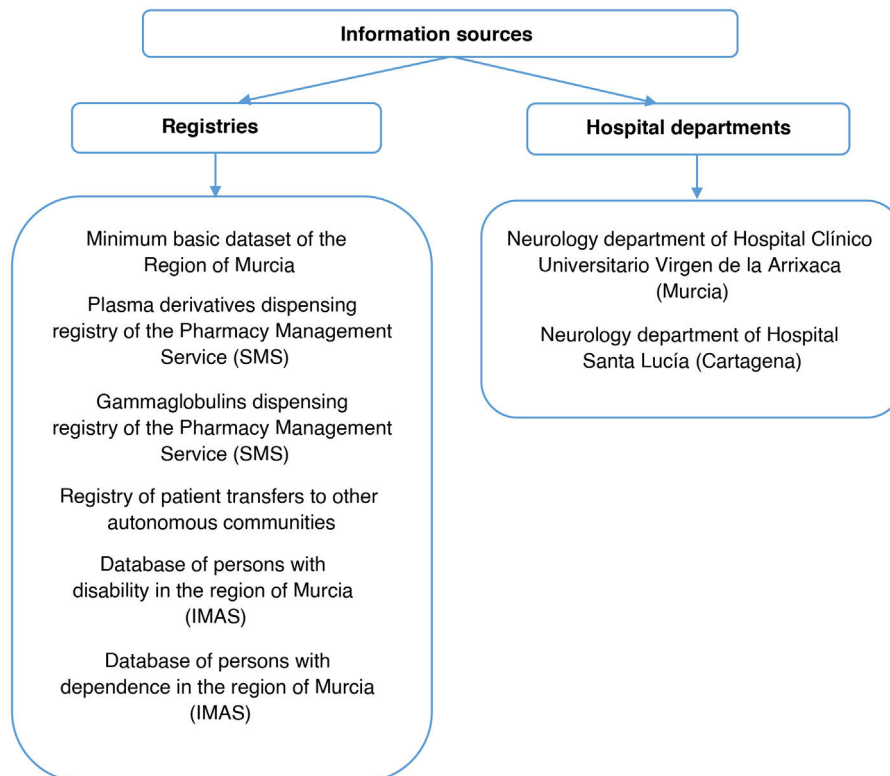 Information sources
Registries
Minimum basic dataset of the
Region of Murcia
Plasma derivatives dispensing
registry of the Pharmacy Management
Service (SMS)
Gammaglobulins dispensing
registry of the Pharmacy Management
Service (SMS)
Registry of patient transfers to other
autonomous communities
Database of persons with
disability in the region of Murcia
(IMAS)
Database of persons with
dependence in the region of Murcia
(IMAS)
Hospital departments
Neurology department of Hospital Clínico
Universitario Virgen de la Arrixaca
(Murcia)
Neurology department of Hospital
Santa Lucía (Cartagena)